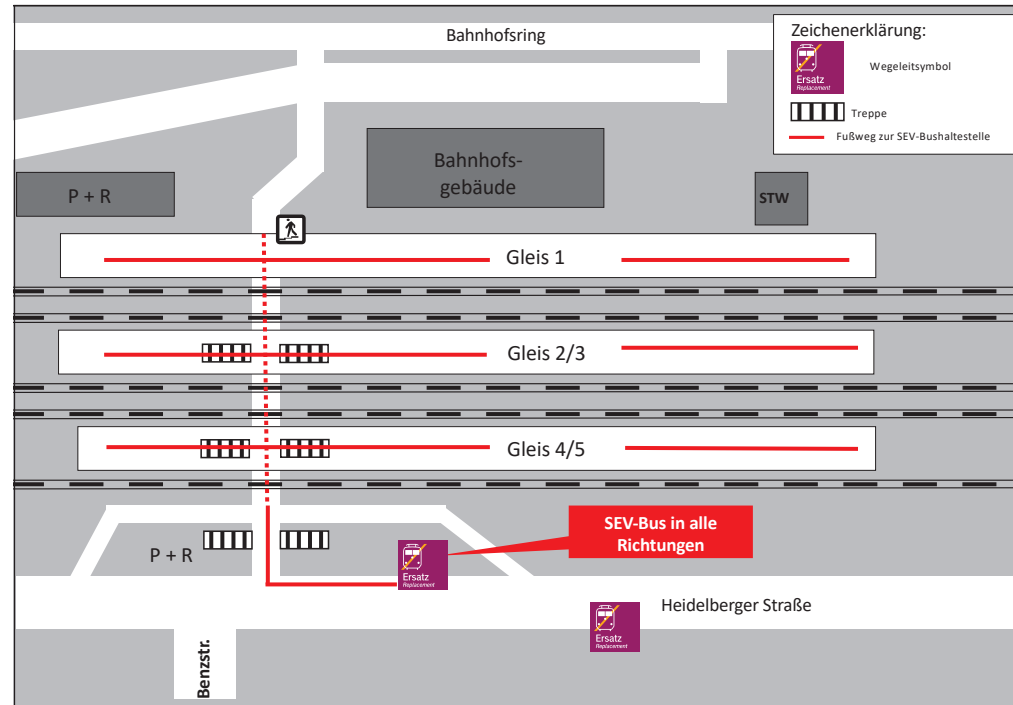 Bahnhofsring
Zeichenerklärung:
Ersatz
Replacement
Wegeleitsymbol
Treppe
Fußweg zur SEV-Bushaltestelle
Bahnhofs-
gebäude
P + R
STW
Gleis 1
Gleis 2/3
Gleis 4/5
SEV-Bus in alle
Richtungen
P + R
Ersatz
Replacement
Heidelberger Straße
Ersatz
Replacement
Benzstr.